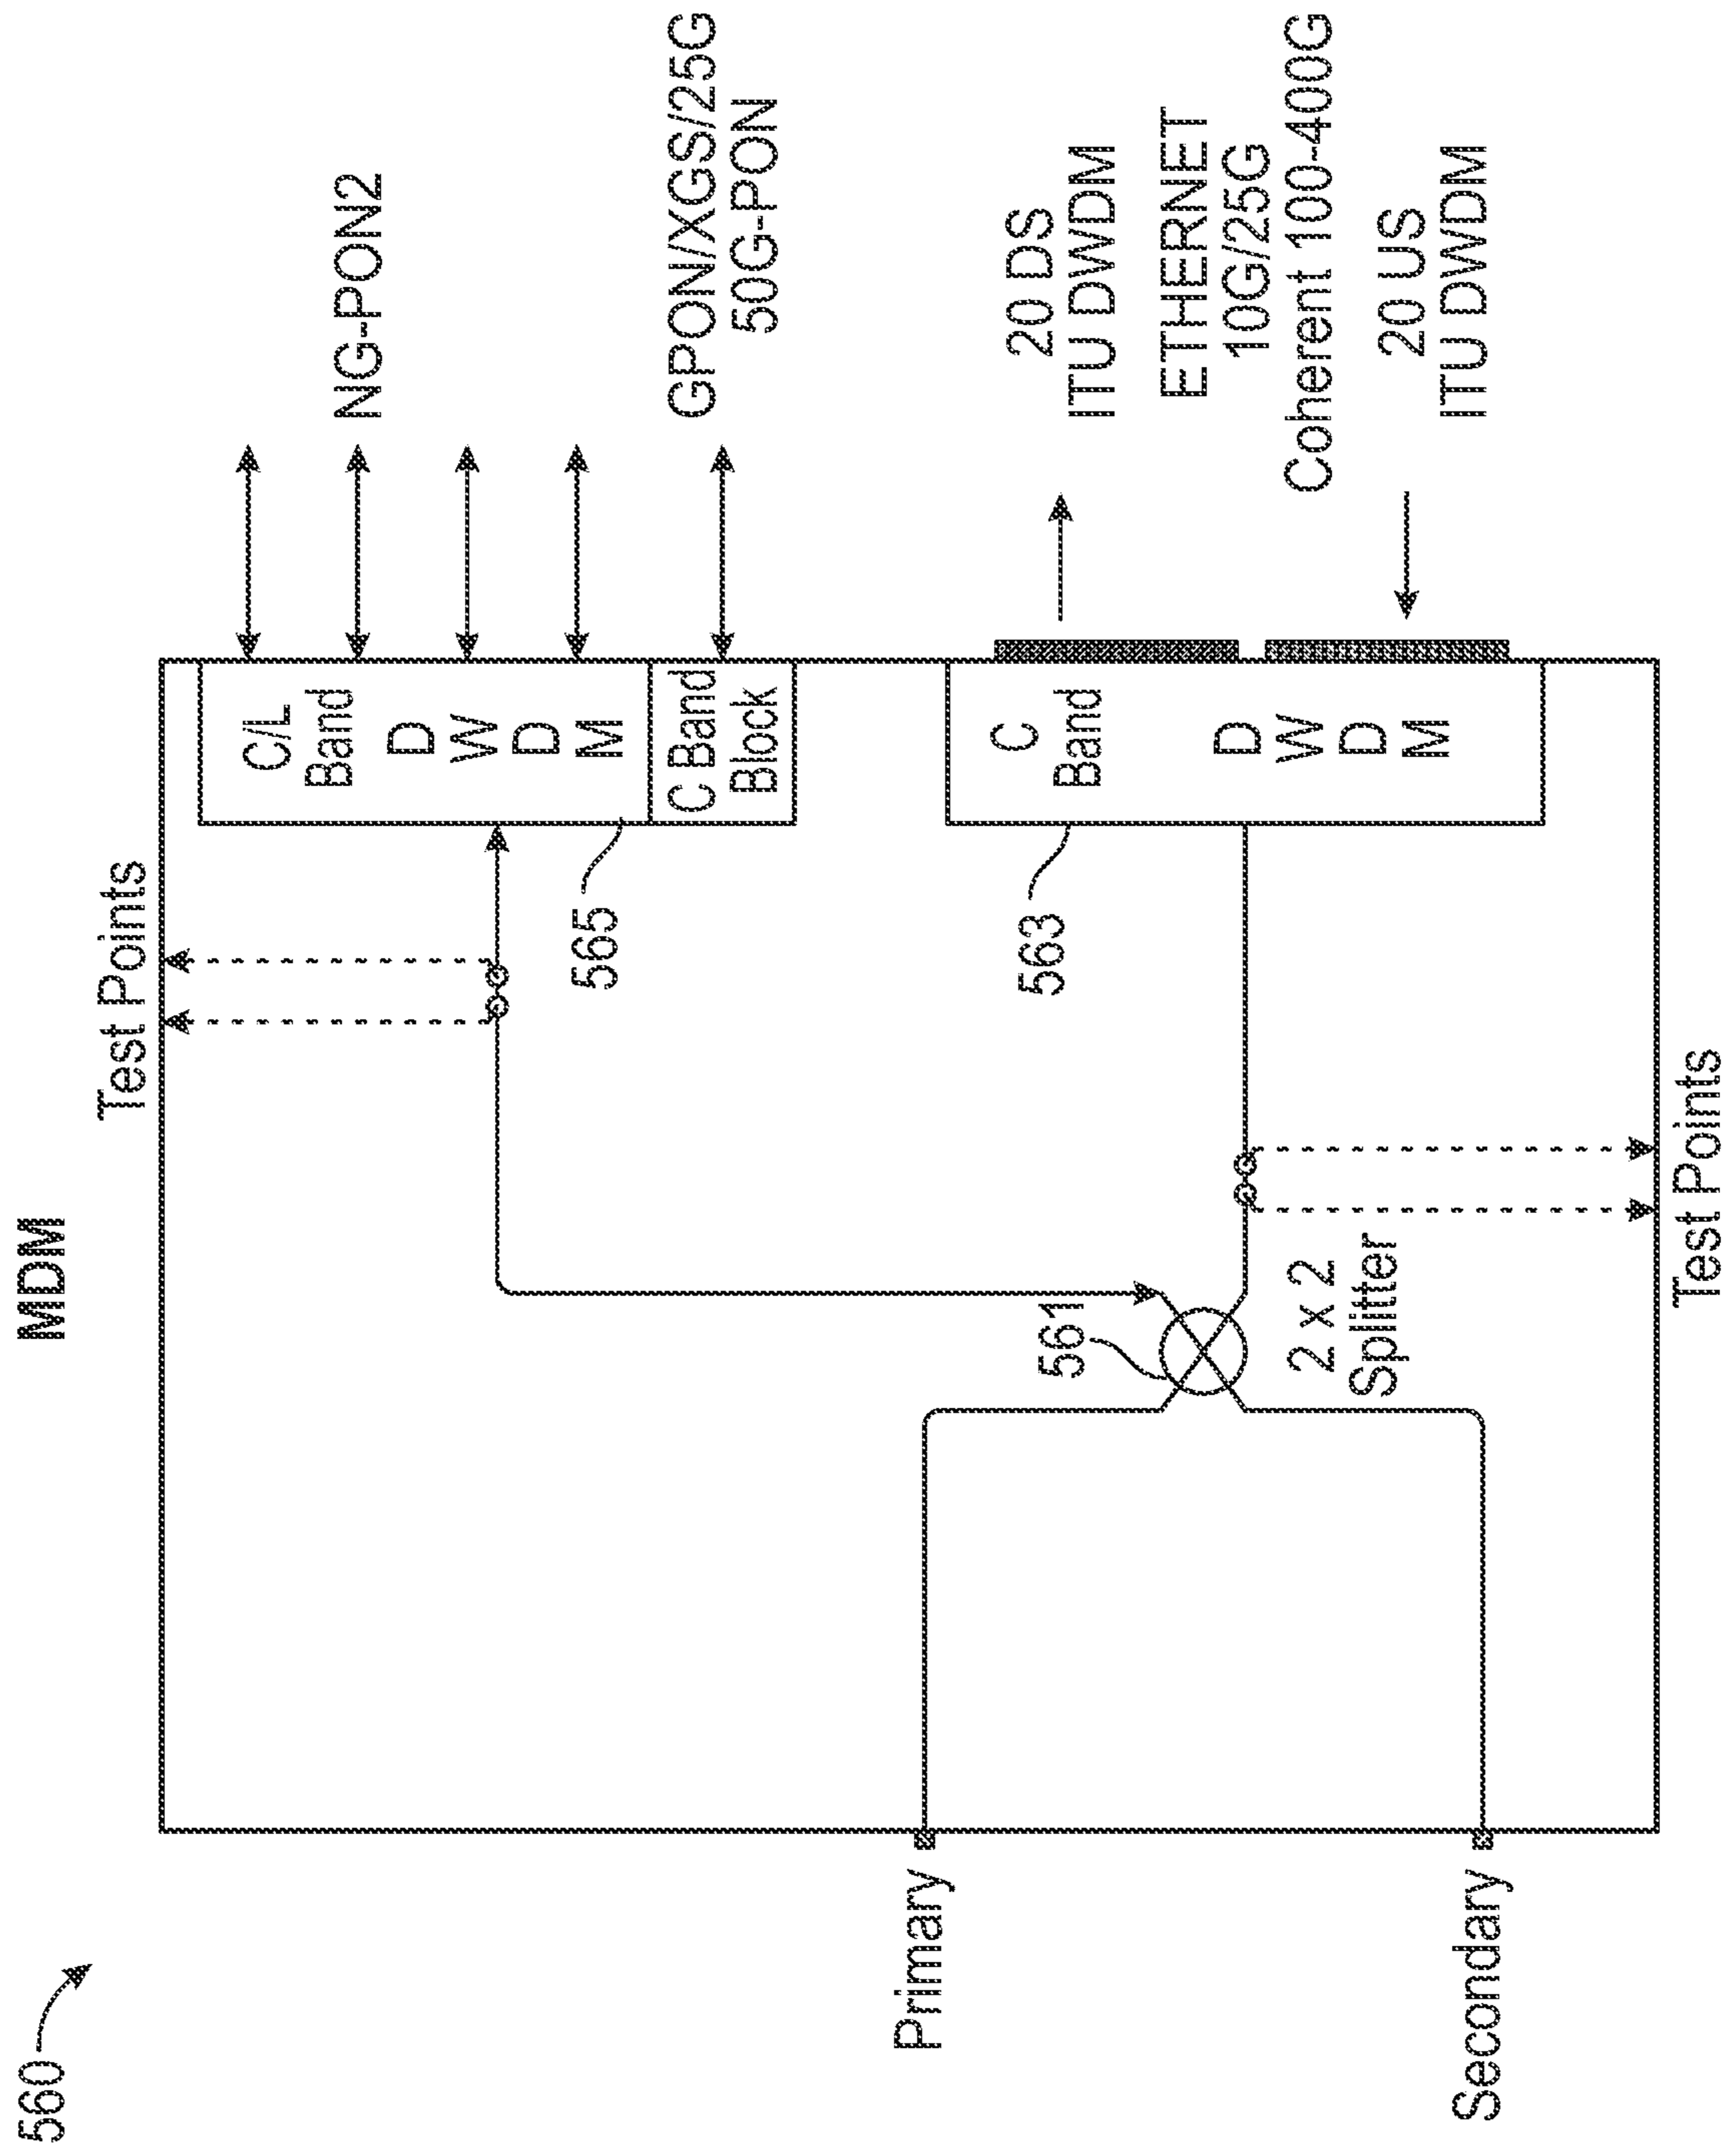 560
MDM
Test Points
C/L
Band
D
W
D
M
C Band
Block
NG-PON2
GPON/XGS/25G
50G-PON
565
Primary
Secondary
561
2 x 2
Splitter
563
C
Band
D
W
D
M
20 DS
ITU DWDM
ETHERNET
10G/25G
Coherent 100-400G
20 US
ITU DWDM
Test Points